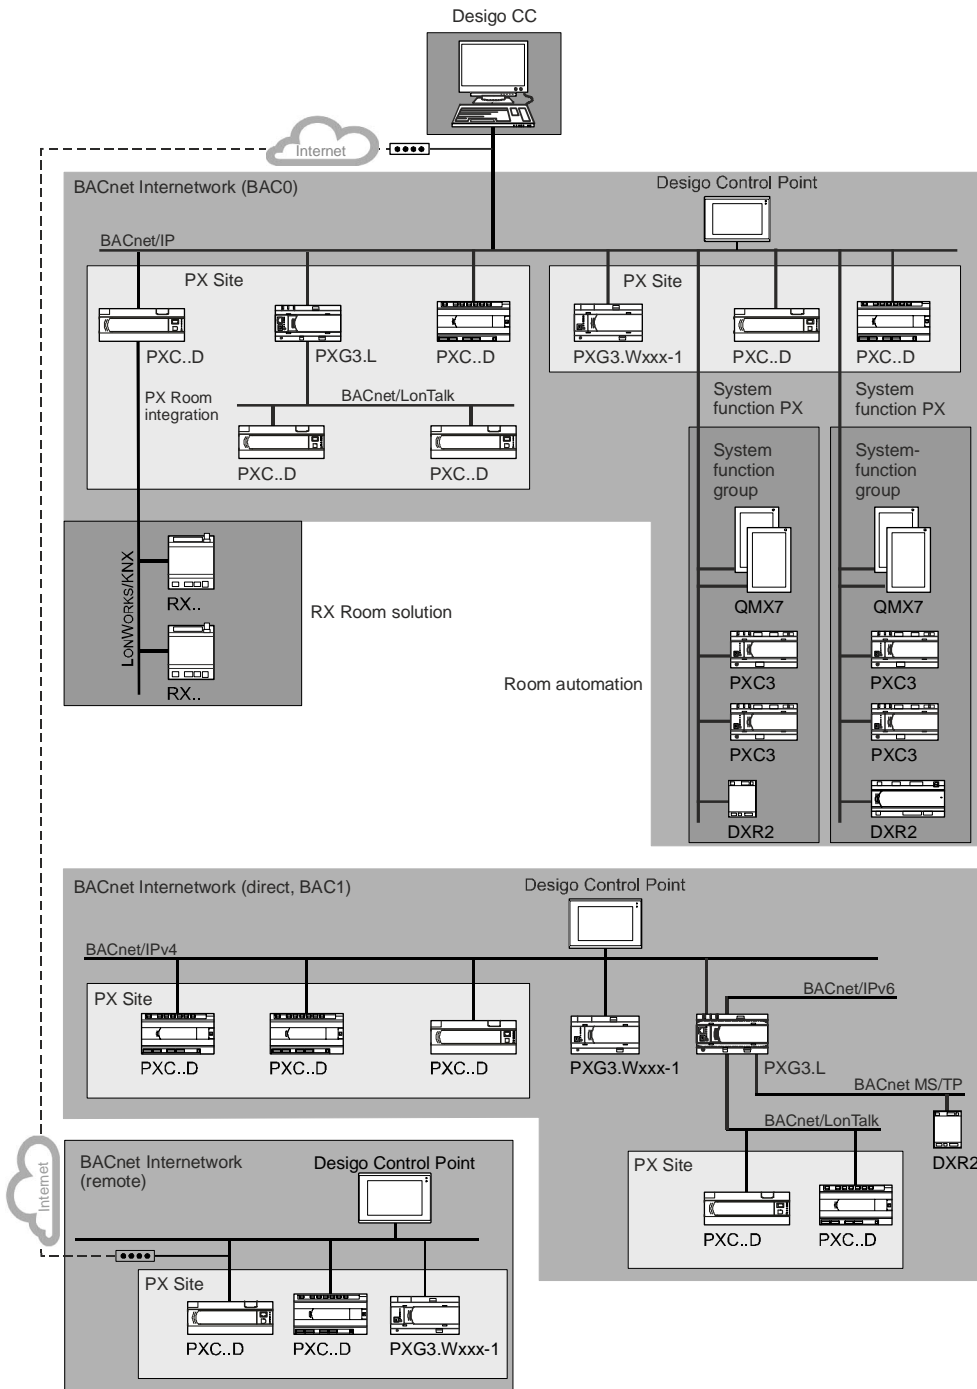 Desigo CC
Internet
BACnet Internetwork (BAC0)
Desigo Control Point
BACnet/IP
PX Site
PXC..D
PXG3.L
PXC..D
PX Site
PXG3.Wxxx-1
PXC..D
PXC..D
PX Room
integration
BACnet/LonTalk
PXC..D
PXC..D
System
function PX
System
function PX
System
function
group
System-
function
group
QMX7
QMX7
PXC3
PXC3
PXC3
PXC3
DXR2
DXR2
LONWORKS/KNX
RX..
RX..
RX Room solution
Room automation
BACnet Internetwork (direct, BAC1)
Desigo Control Point
BACnet/IPv4
PX Site
PXC..D
PXC..D
PXC..D
PXG3.Wxxx-1
BACnet/IPv6
PXG3.L
BACnet MS/TP
DXR2
BACnet/LonTalk
PX Site
PXC..D
PXC..D
Internet
BACnet Internetwork
(remote)
Desigo Control Point
PX Site
PXC..D
PXC..D
PXG3.Wxxx-1